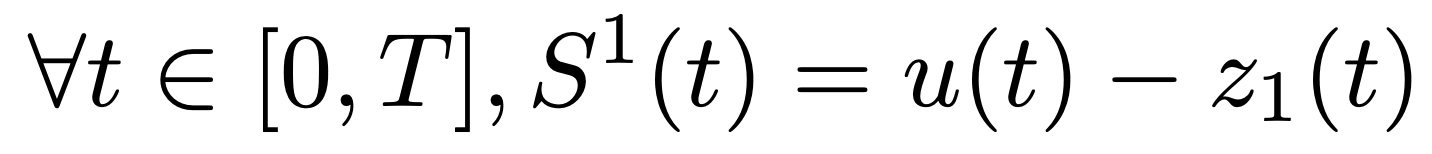 ∀t ∈ [0, T], S¹(t) = u(t) − z₁(t)